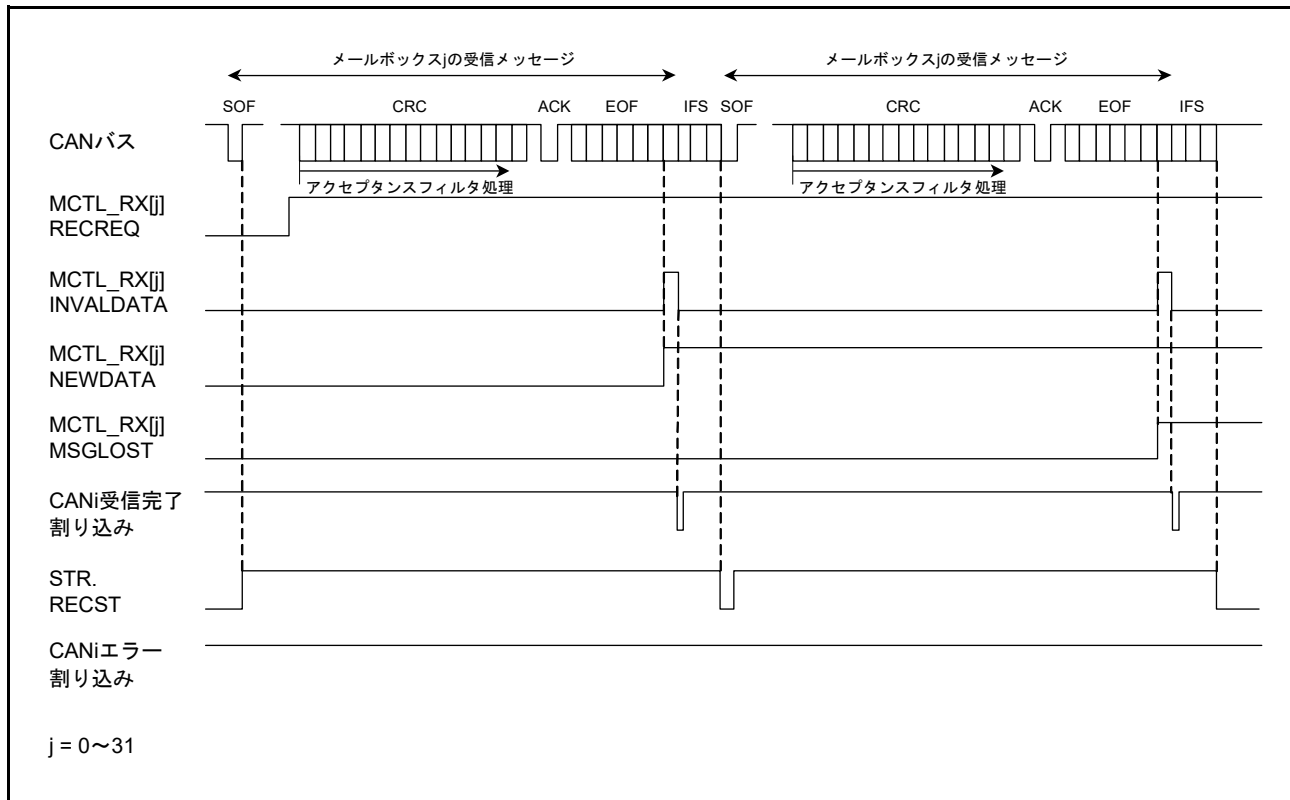 メールボックスjの受信メッセージ メールボックスjの受信メッセージ
SOF CRC ACK EOF IFS SOF CRC ACK EOF IFS
CANバス
アクセプタンスフィルタ処理 アクセプタンスフィルタ処理
MCTL_RX[j]
RECREQ
MCTL_RX[j]
INVALDATA
MCTL_RX[j]
NEWDATA
MCTL_RX[j]
MSGLOST
CANi受信完了
割り込み
STR.
RECST
CANiエラー
割り込み
j = 0～31